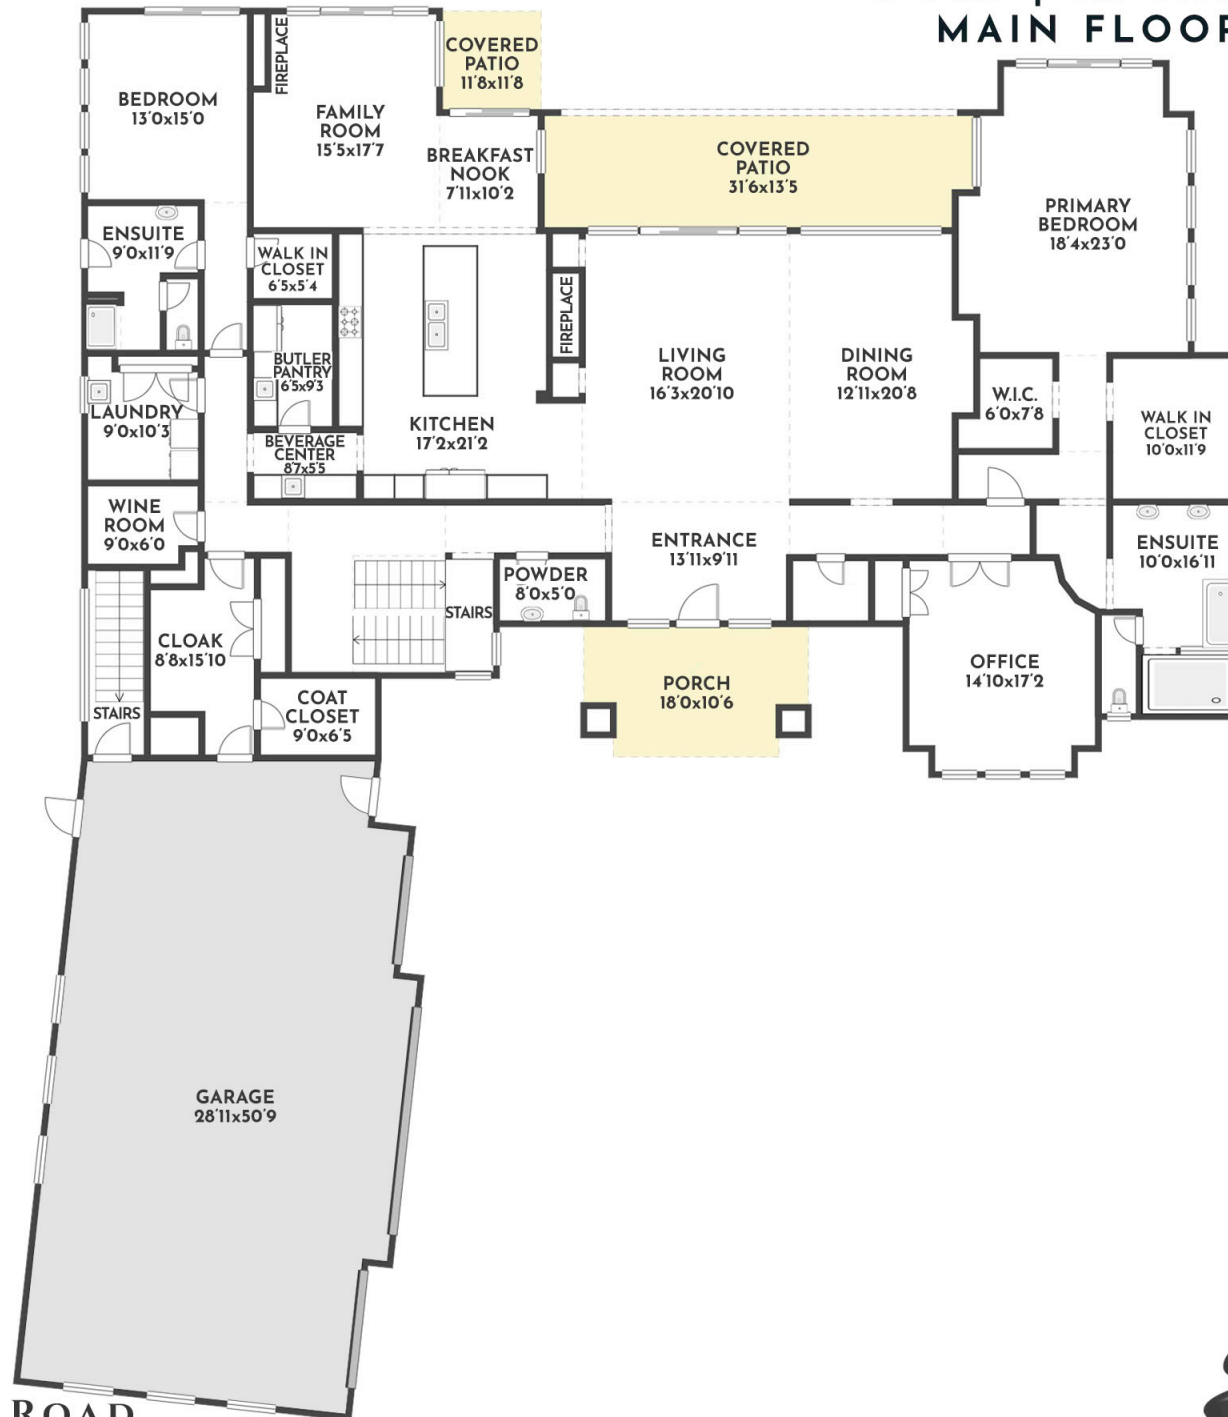 MAIN FLOOR
COVERED
PATIO
11'8x11'8
FIREPLACE
BEDROOM
13'0x15'0
FAMILY
ROOM
15'5x17'7
BREAKFAST
NOOK
7'11x10'2
COVERED
PATIO
31'6x13'5
PRIMARY
BEDROOM
18'4x23'0
ENSUITE
9'0x11'9
WALK IN
CLOSET
6'5x5'4
FIREPLACE
BUTLER
PANTRY
6'5x9'3
LIVING
ROOM
16'3x20'10
DINING
ROOM
12'11x20'8
W.I.C.
6'0x7'8
WALK IN
CLOSET
10'0x11'9
LAUNDRY
9'0x10'3
KITCHEN
17'2x21'2
BEVERAGE
CENTER
8'7x5'5
WINE
ROOM
9'0x6'0
ENTRANCE
13'11x9'11
ENSUITE
10'0x16'11
POWDER
8'0x5'0
STAIRS
CLOAK
8'8x15'10
OFFICE
14'10x17'2
PORCH
18'0x10'6
STAIRS
COAT
CLOSET
9'0x6'5
GARAGE
28'11x50'9
ROAD